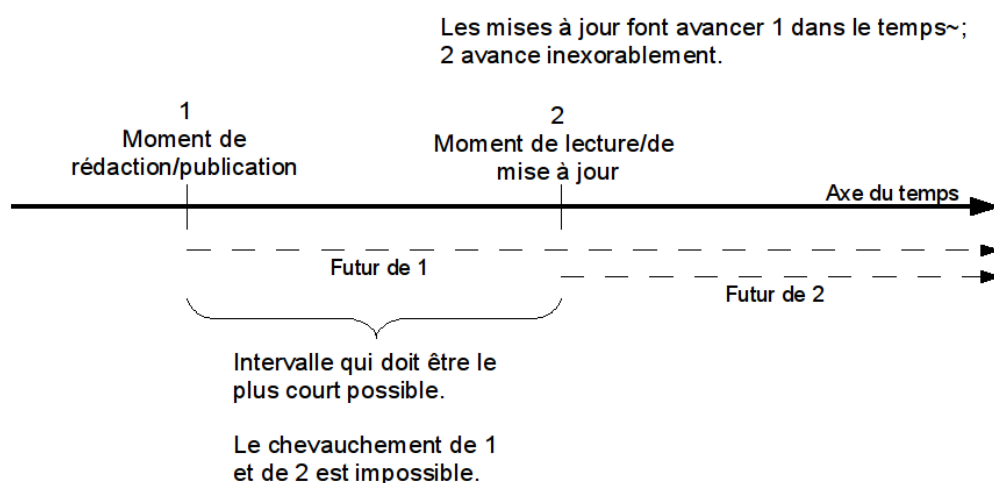 Les mises à jour font avancer 1 dans le temps~;
2 avance inexorablement.
1
Moment de
rédaction/publication
2
Moment de lecture/de
mise à jour
Axe du temps
Futur de 1
Futur de 2
Intervalle qui doit être le
plus court possible.
Le chevauchement de 1
et de 2 est impossible.